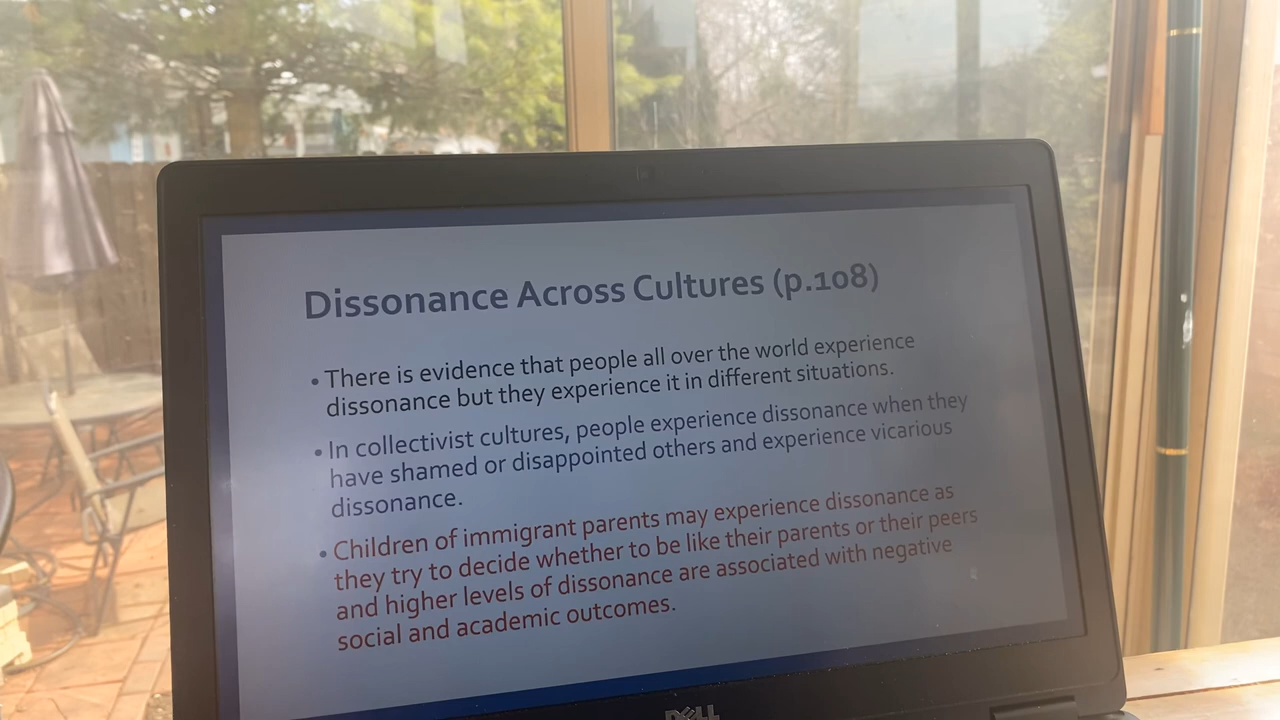 Dissonance Across Cultures (p.108)
• There is evidence that people all over the world experience
dissonance but they experience it in different situations.
• In collectivist cultures, people experience dissonance when they
have shamed or disappointed others and experience vicarious
dissonance.
• Children of immigrant parents may experience dissonance as
they try to decide whether to be like their parents or their peers
and higher levels of dissonance are associated with negative
social and academic outcomes.
DELL